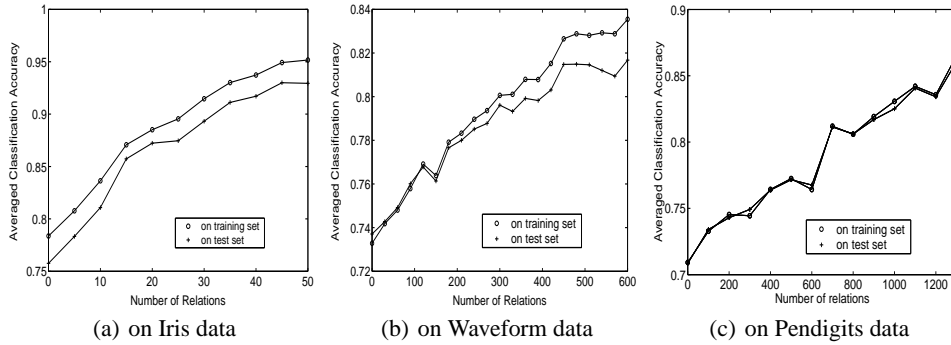 1
0.95
0.9
0.85
0.8
0.75
0 10 20 30 40 50
Number of Relations
Averaged Classification Accuracy
on training set
on test set
(a) on Iris data
0.84
0.82
0.8
0.78
0.76
0.74
0.72
0 100 200 300 400 500 600
Number of Relations
Averaged Classification Accuracy
on training set
on test set
(b) on Waveform data
0.9
0.85
0.8
0.75
0.7
0 200 400 600 800 1000 1200
Number of relations
Averaged Classification Accuracy
on training set
on test set
(c) on Pendigits data